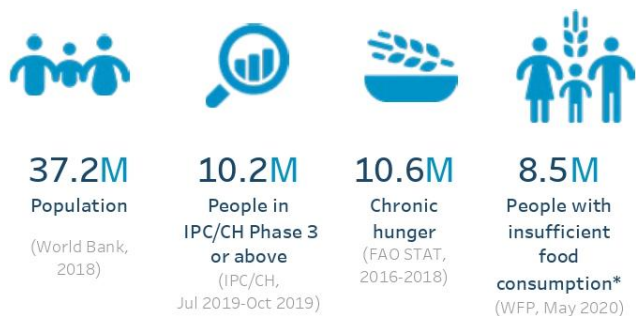 37.2M
Population
(World Bank,
2018)
10.2M
People in
IPC/CH Phase 3
or above
(IPC/CH,
Jul 2019-Oct 2019)
10.6M
Chronic
hunger
(FAO STAT,
2016-2018)
8.5M
People with
insufficient
food
consumption*
(WFP, May 2020)